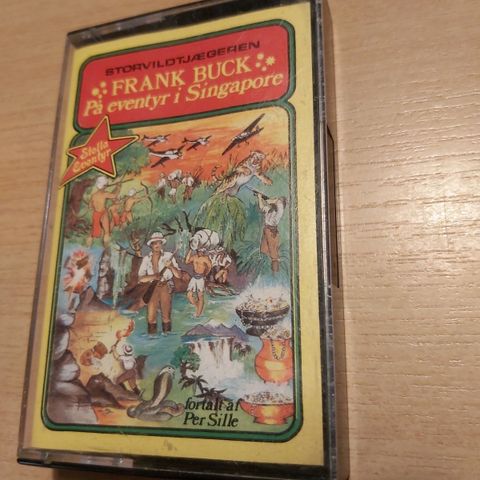 STORVILDTJÆGEREN
FRANK BUCK
På eventyr i Singapore
Stella
Eventyr
fortalt af
Per Sille